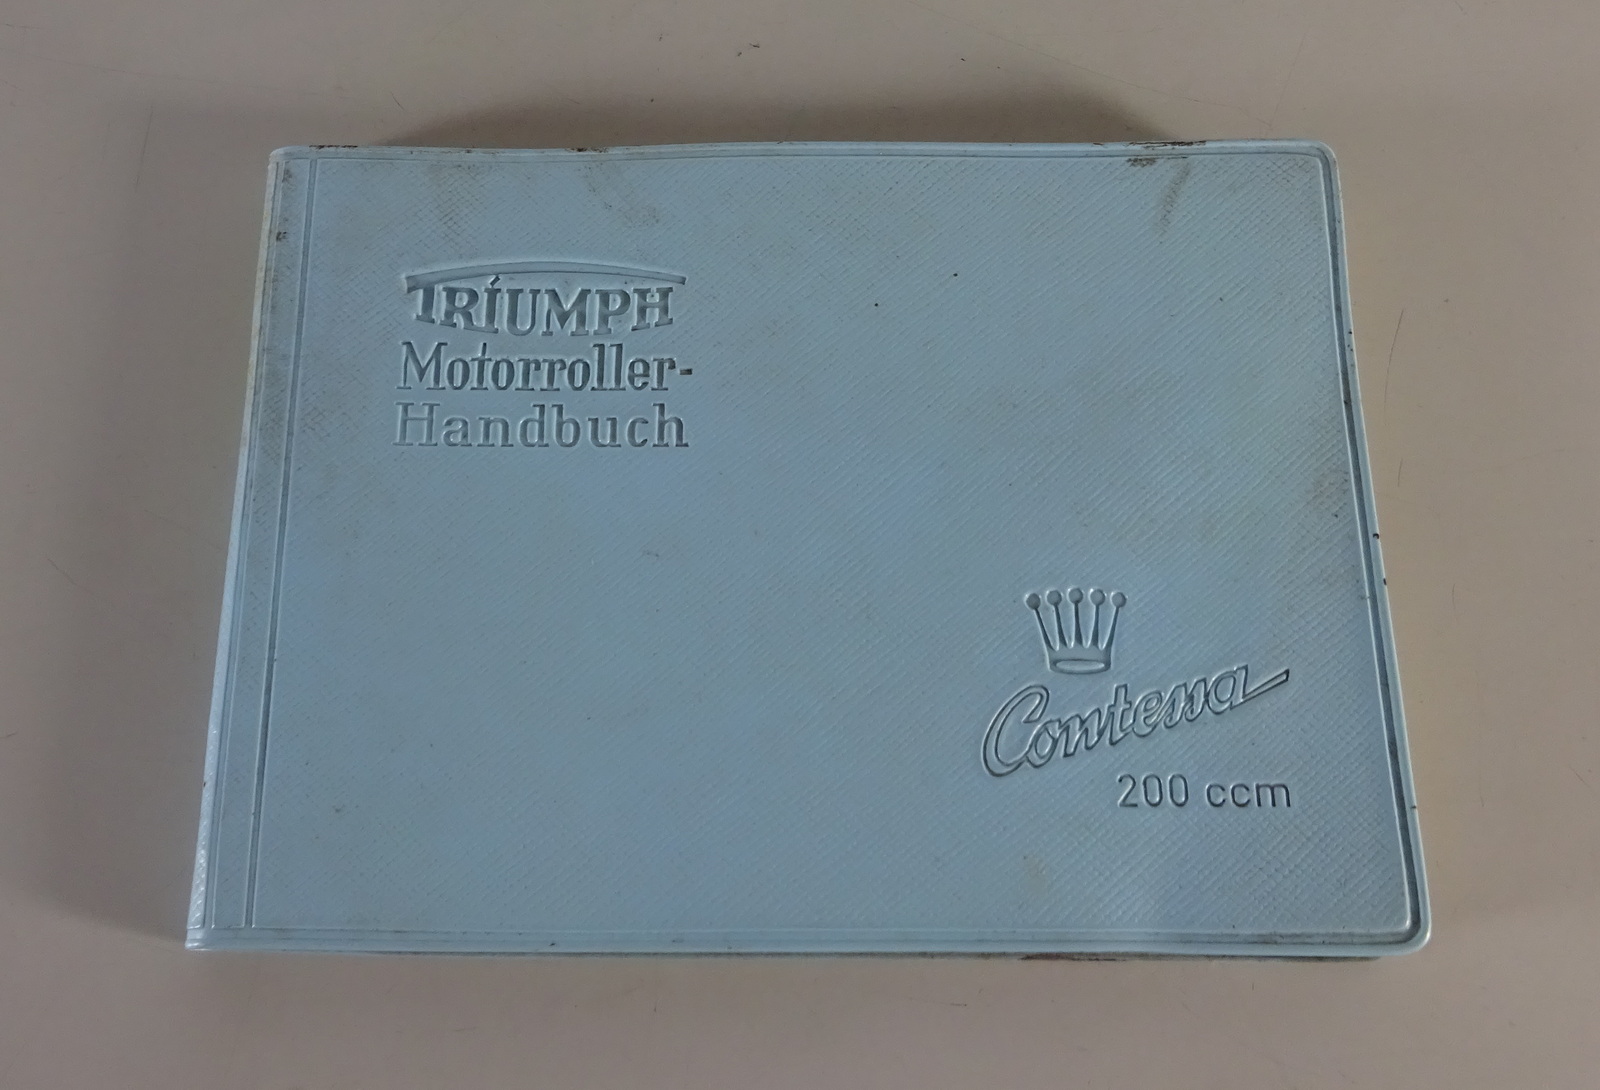 TRIUMPH
Motorroller-
Handbuch
Contessa
200 ccm